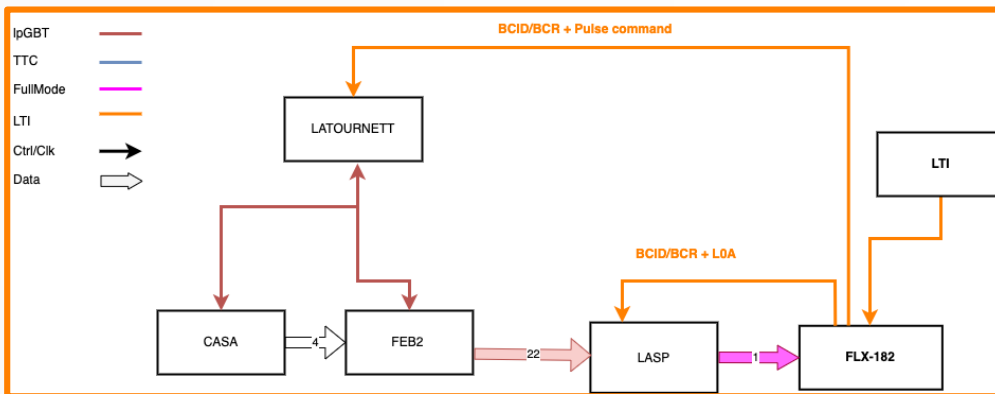 lpGBT
TTC
FullMode
LTI
Ctrl/Clk
Data
BCID/BCR + Pulse command
LATOURNETT
LTI
BCID/BCR + L0A
CASA
4
FEB2
22
LASP
1
FLX-182